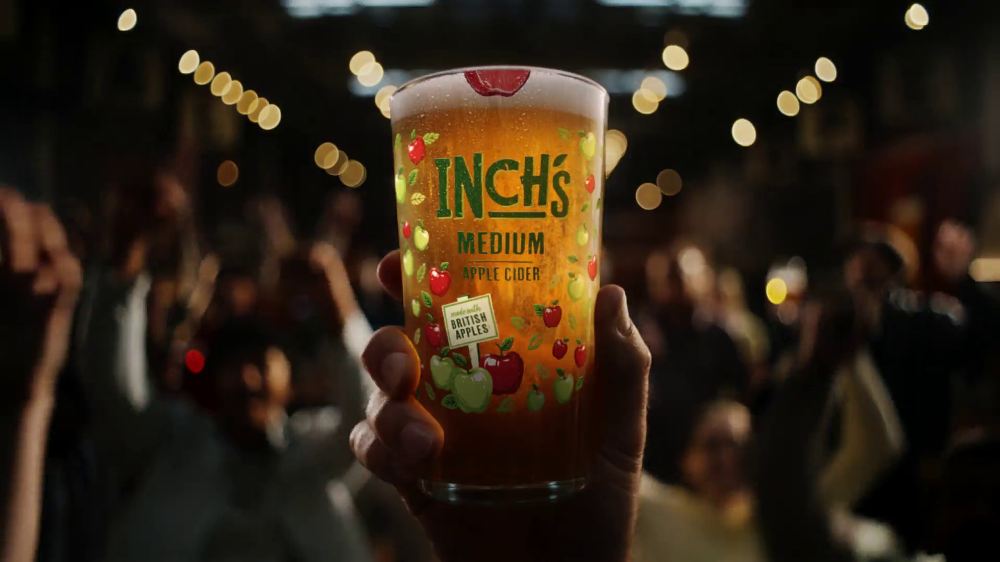 INCH'S
MEDIUM
APPLE CIDER
made with
BRITISH
APPLES